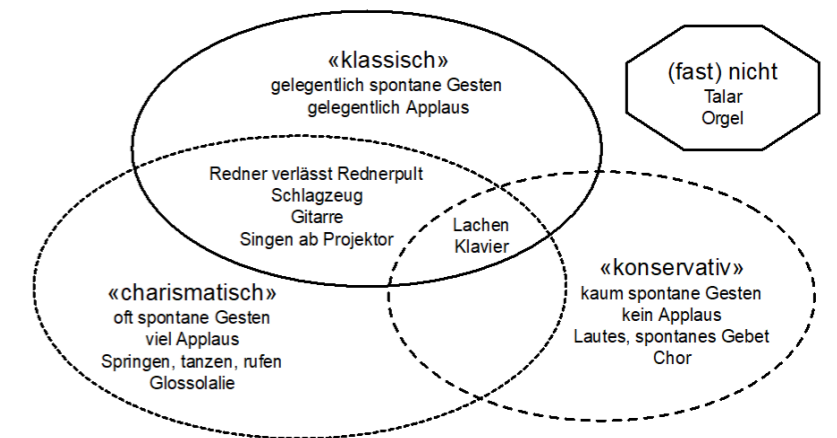 «klassisch»
gelegentlich spontane Gesten
gelegentlich Applaus
(fast) nicht
Talar
Orgel
Redner verlässt Rednerpult
Schlagzeug
Gitarre
Singen ab Projektor
Lachen
Klavier
«charismatisch»
oft spontane Gesten
viel Applaus
Springen, tanzen, rufen
Glossolalie
«konservativ»
kaum spontane Gesten
kein Applaus
Lautes, spontanes Gebet
Chor